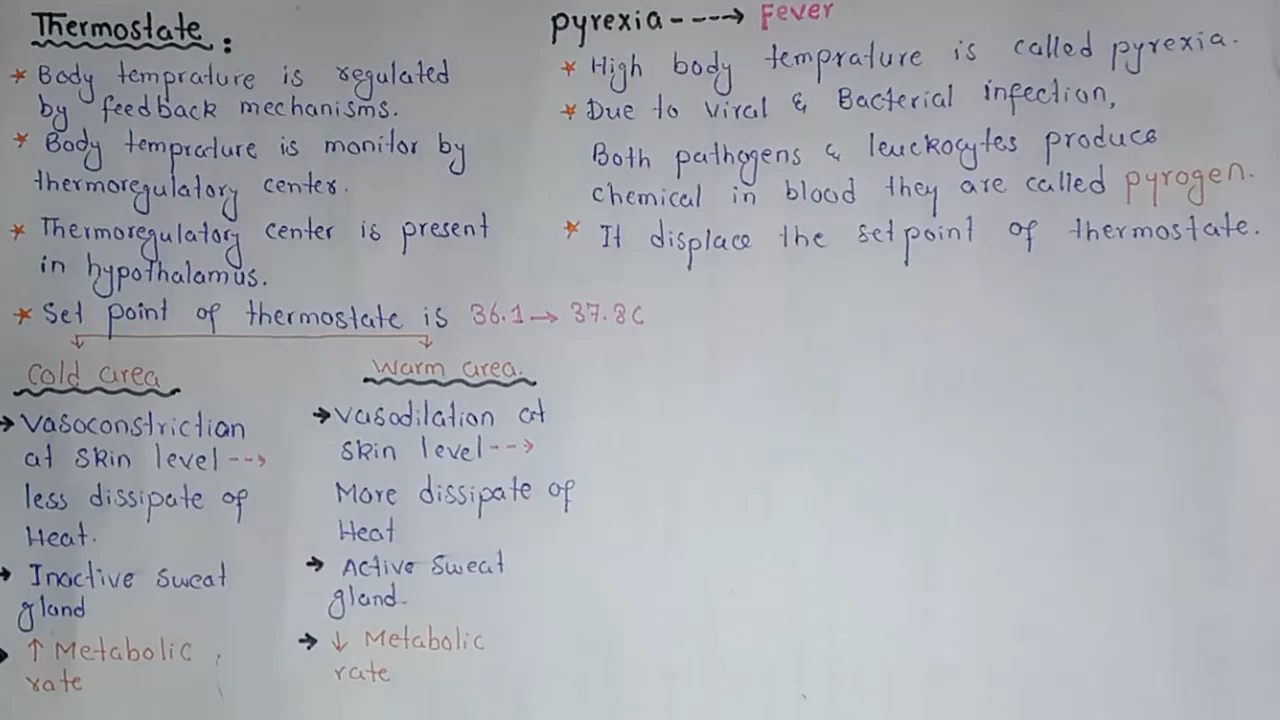 Thermostate :
* Body temprature is regulated
by feedback mechanisms.
* Body temprature is monitor by
thermoregulatory center.
* Thermoregulatory center is present
in hypothalamus.
* Set point of thermostate is 36.1 → 37.8C
Cold area
→ Vasoconstriction
at skin level --→
less dissipate of
Heat.
→ Inactive sweat
gland
→ ↑ Metabolic
rate
Warm area.
→ Vasodilation at
skin level --→
More dissipate of
Heat
→ Active sweat
gland.
→ ↓ Metabolic
rate
pyrexia ----→ Fever
* High body temprature is called pyrexia.
* Due to viral & Bacterial infection,
Both pathogens & leuckocytes produce
chemical in blood they are called pyrogen.
* It displace the setpoint of thermostate.